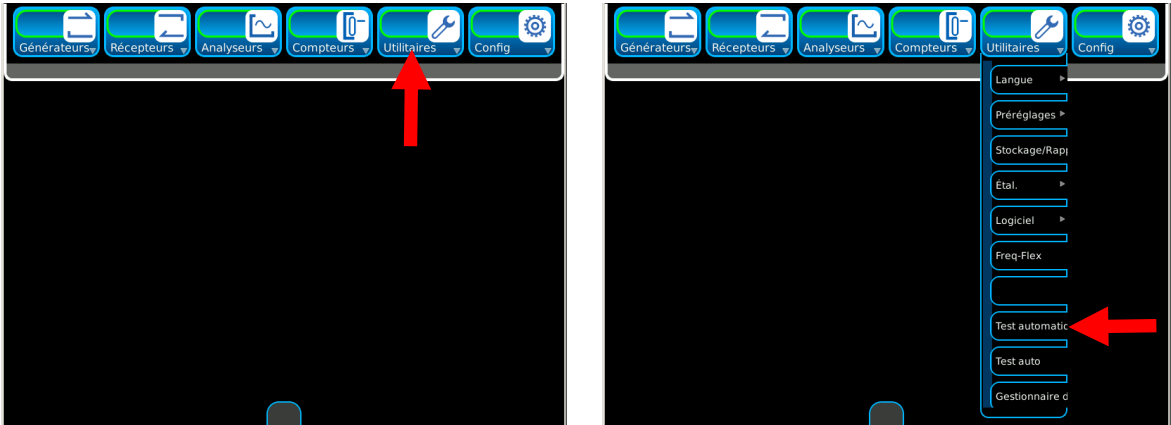 Générateurs Récepteurs Analyseurs Compteurs Utilitaires Config
Générateurs Récepteurs Analyseurs Compteurs Utilitaires Config
Langue
Préréglages
Stockage/Rapp
Étal.
Logiciel
Freq-Flex
Test automatic
Test auto
Gestionnaire d